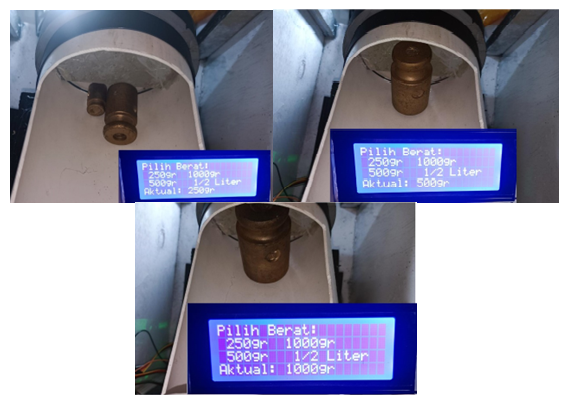 Pilih Berat:
250gr 1000gr
500gr 1/2 Liter
Aktual: 250gr
Pilih Berat:
250gr 1000gr
500gr 1/2 Liter
Aktual: 500gr
Pilih Berat:
250gr 1000gr
500gr 1/2 Liter
Aktual: 1000gr